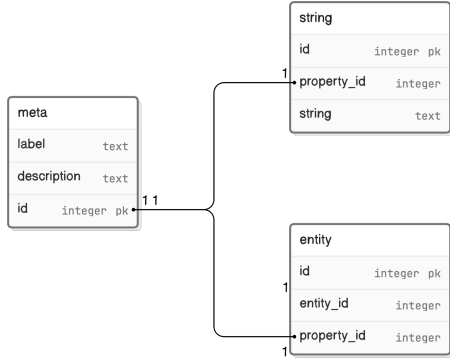 string
id integer pk
1
property_id integer
string text
meta
label text
description text
id integer pk
1 1
entity
id integer pk
1
entity_id integer
property_id integer
1